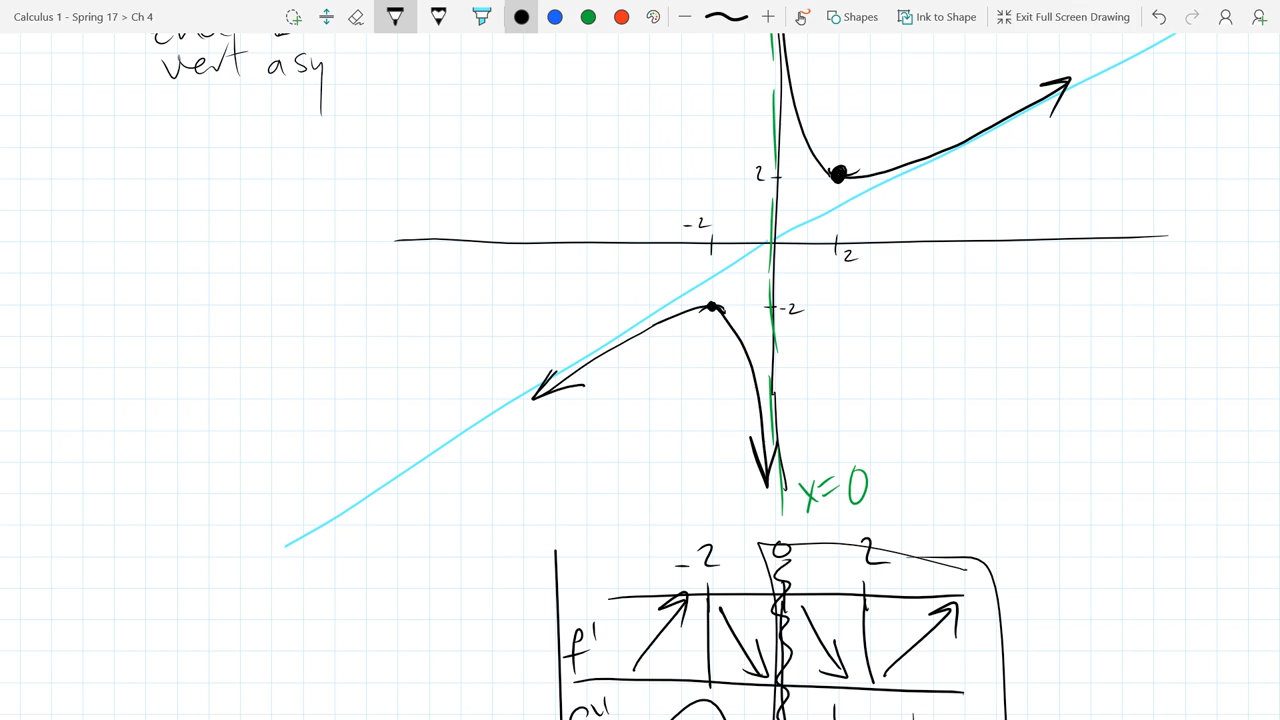 Calculus 1 - Spring 17 > Ch 4
Shapes
Ink to Shape
Exit Full Screen Drawing
vert asy
2
-2
2
-2
x=0
-2 0 2
f'